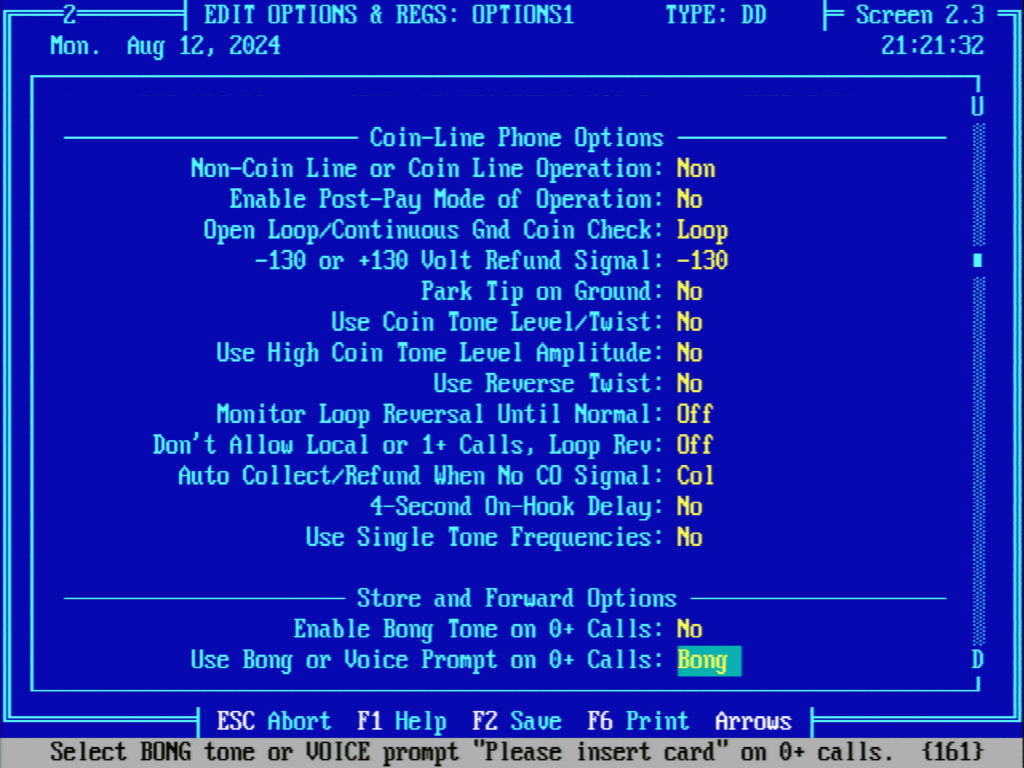 2 EDIT OPTIONS & REGS: OPTIONS1 TYPE: DD Screen 2.3
Mon. Aug 12, 2024 21:21:32
U
Coin-Line Phone Options
Non-Coin Line or Coin Line Operation: Non
Enable Post-Pay Mode of Operation: No
Open Loop/Continuous Gnd Coin Check: Loop
-130 or +130 Volt Refund Signal: -130
Park Tip on Ground: No
Use Coin Tone Level/Twist: No
Use High Coin Tone Level Amplitude: No
Use Reverse Twist: No
Monitor Loop Reversal Until Normal: Off
Don't Allow Local or 1+ Calls, Loop Rev: Off
Auto Collect/Refund When No CO Signal: Col
4-Second On-Hook Delay: No
Use Single Tone Frequencies: No
Store and Forward Options
Enable Bong Tone on 0+ Calls: No
Use Bong or Voice Prompt on 0+ Calls: Bong D
ESC Abort F1 Help F2 Save F6 Print Arrows
Select BONG tone or VOICE prompt "Please insert card" on 0+ calls. {161}